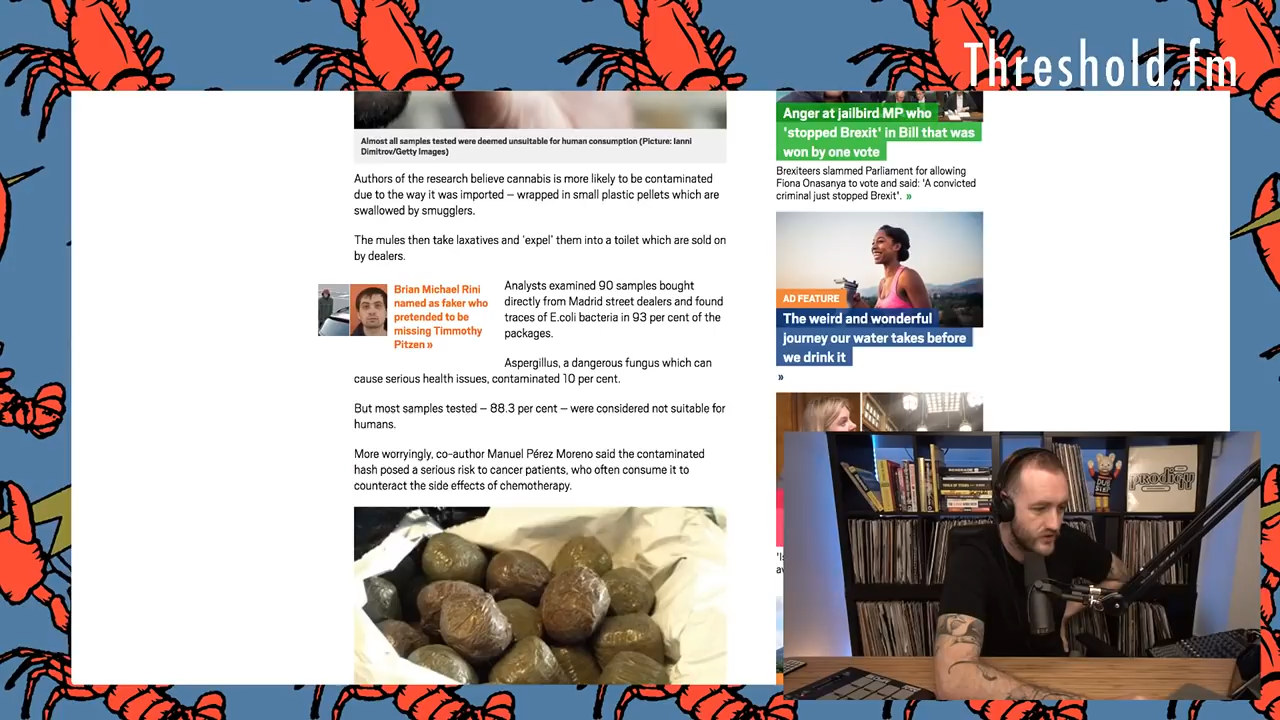 Threshold.fm
Almost all samples tested were deemed unsuitable for human consumption (Picture: Ianni
Dimitrov/Getty Images)
Authors of the research believe cannabis is more likely to be contaminated
due to the way it was imported – wrapped in small plastic pellets which are
swallowed by smugglers.
The mules then take laxatives and 'expel' them into a toilet which are sold on
by dealers.
Brian Michael Rini
named as faker who
pretended to be
missing Timmothy
Pitzen »
Analysts examined 90 samples bought
directly from Madrid street dealers and found
traces of E.coli bacteria in 93 per cent of the
packages.
Aspergillus, a dangerous fungus which can
cause serious health issues, contaminated 10 per cent.
But most samples tested – 88.3 per cent – were considered not suitable for
humans.
More worryingly, co-author Manuel Pérez Moreno said the contaminated
hash posed a serious risk to cancer patients, who often consume it to
counteract the side effects of chemotherapy.
Anger at jailbird MP who
'stopped Brexit' in Bill that was
won by one vote
Brexiteers slammed Parliament for allowing
Fiona Onasanya to vote and said: 'A convicted
criminal just stopped Brexit'. »
AD FEATURE
The weird and wonderful
journey our water takes before
we drink it
»
DUB
STEP
prodigy